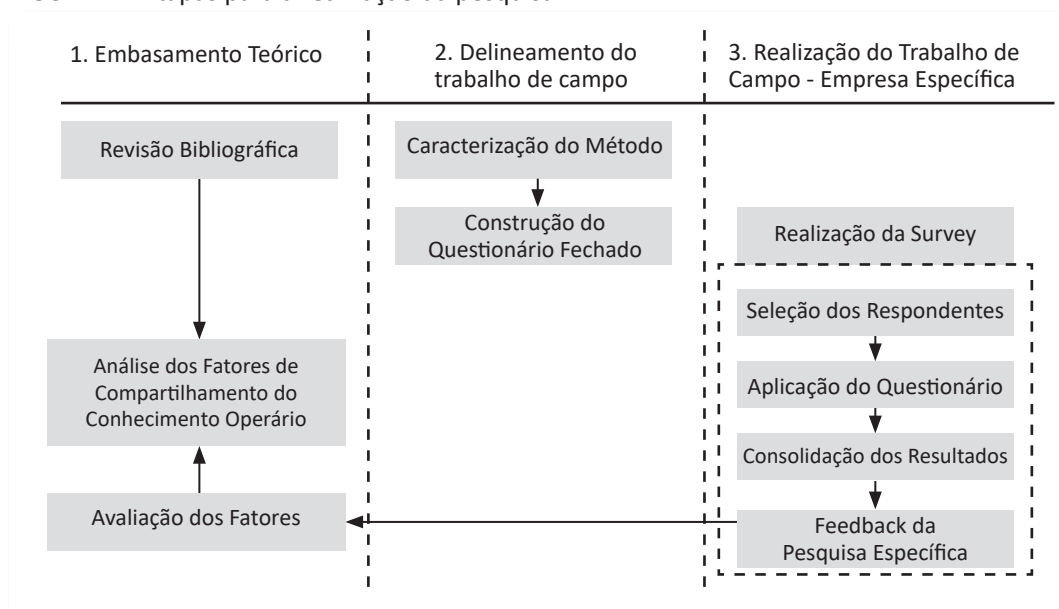 1. Embasamento Teórico
2. Delineamento do
trabalho de campo
3. Realização do Trabalho de
Campo - Empresa Específica
Revisão Bibliográfica
Análise dos Fatores de
Compartilhamento do
Conhecimento Operário
Avaliação dos Fatores
Caracterização do Método
Construção do
Questionário Fechado
Realização da Survey
Seleção dos Respondentes
Aplicação do Questionário
Consolidação dos Resultados
Feedback da
Pesquisa Específica